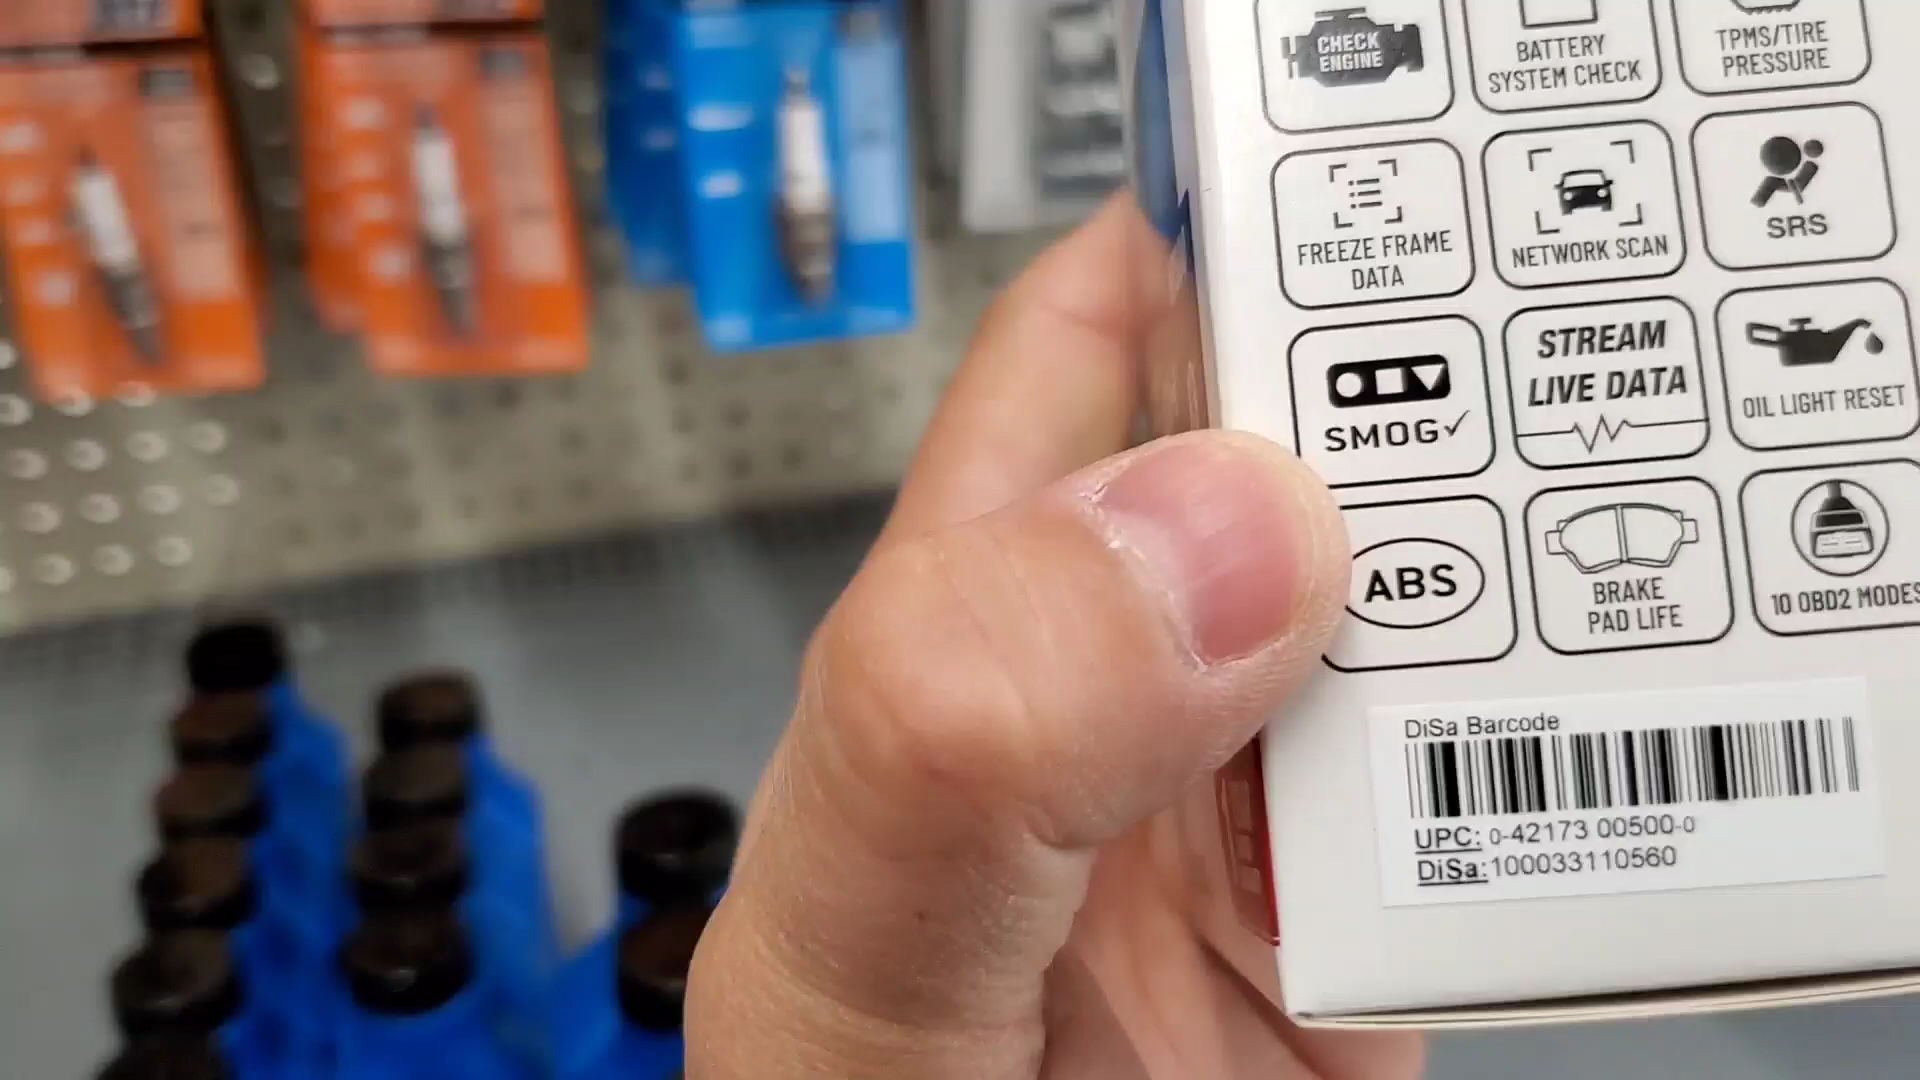 CHECK
ENGINE
BATTERY
SYSTEM CHECK
TPMS/TIRE
PRESSURE
FREEZE FRAME
DATA
NETWORK SCAN
SRS
SMOG✓
STREAM
LIVE DATA
OIL LIGHT RESET
ABS
BRAKE
PAD LIFE
10 OBD2 MODES
DiSa Barcode
UPC: 0-42173 00500-0
DiSa:100033110560